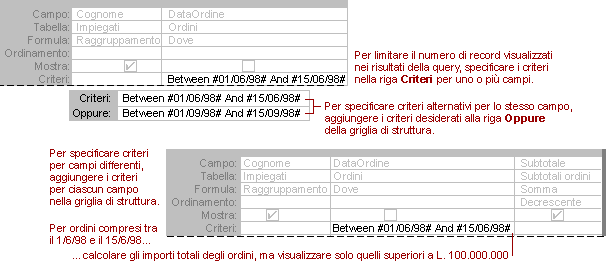 Campo: Cognome DataOrdine
Tabella: Impiegati Ordini
Formula: Raggruppamento Dove
Ordinamento:
Mostra:
Criteri: Between #01/06/98# And #15/06/98#
Per limitare il numero di record visualizzati
nei risultati della query, specificare i criteri
nella riga Criteri per uno o più campi.
Criteri: Between #01/06/98# And #15/06/98#
Oppure: Between #01/09/98# And #15/09/98#
Per specificare criteri alternativi per lo stesso campo,
aggiungere i criteri desiderati alla riga Oppure
della griglia di struttura.
Per specificare criteri
per campi differenti,
aggiungere i criteri
per ciascun campo
nella griglia di struttura.
Campo: Cognome DataOrdine Subtotale
Tabella: Impiegati Ordini Subtotali ordini
Formula: Raggruppamento Dove Somma
Ordinamento: Decrescente
Mostra:
Criteri: Between #01/06/98# And #15/06/98#
Per ordini compresi tra
il 1/6/98 e il 15/6/98...
... calcolare gli importi totali degli ordini, ma visualizzare solo quelli superiori a L. 100.000.000